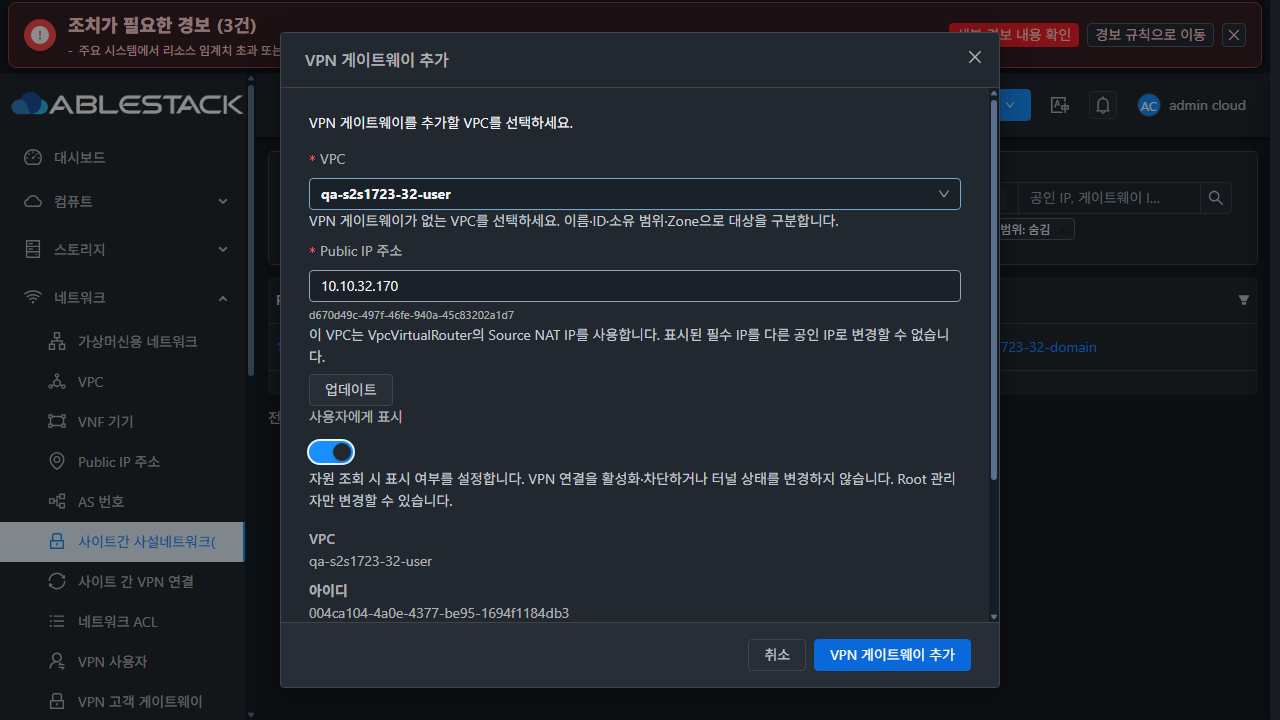 조치가 필요한 경보 (3건)
- 주요 시스템에서 리소스 임계치 초과 또는
경보 내용 확인
경보 규칙으로 이동
ABLESTACK
AC admin cloud
대시보드
컴퓨트
스토리지
네트워크
가상머신용 네트워크
VPC
VNF 기기
Public IP 주소
AS 번호
사이트간 사설네트워크(
사이트 간 VPN 연결
네트워크 ACL
VPN 사용자
VPN 고객 게이트웨이
공인 IP, 게이트웨이 I...
범위: 숨김
723-32-domain
VPN 게이트웨이 추가
VPN 게이트웨이를 추가할 VPC를 선택하세요.
* VPC
qa-s2s1723-32-user
VPN 게이트웨이가 없는 VPC를 선택하세요. 이름·ID·소유 범위·Zone으로 대상을 구분합니다.
* Public IP 주소
10.10.32.170
d670d49c-497f-46fe-940a-45c83202a1d7
이 VPC는 VpcVirtualRouter의 Source NAT IP를 사용합니다. 표시된 필수 IP를 다른 공인 IP로 변경할 수 없습니
다.
업데이트
사용자에게 표시
자원 조회 시 표시 여부를 설정합니다. VPN 연결을 활성화·차단하거나 터널 상태를 변경하지 않습니다. Root 관리
자만 변경할 수 있습니다.
VPC
qa-s2s1723-32-user
아이디
004ca104-4a0e-4377-be95-1694f1184db3
취소
VPN 게이트웨이 추가